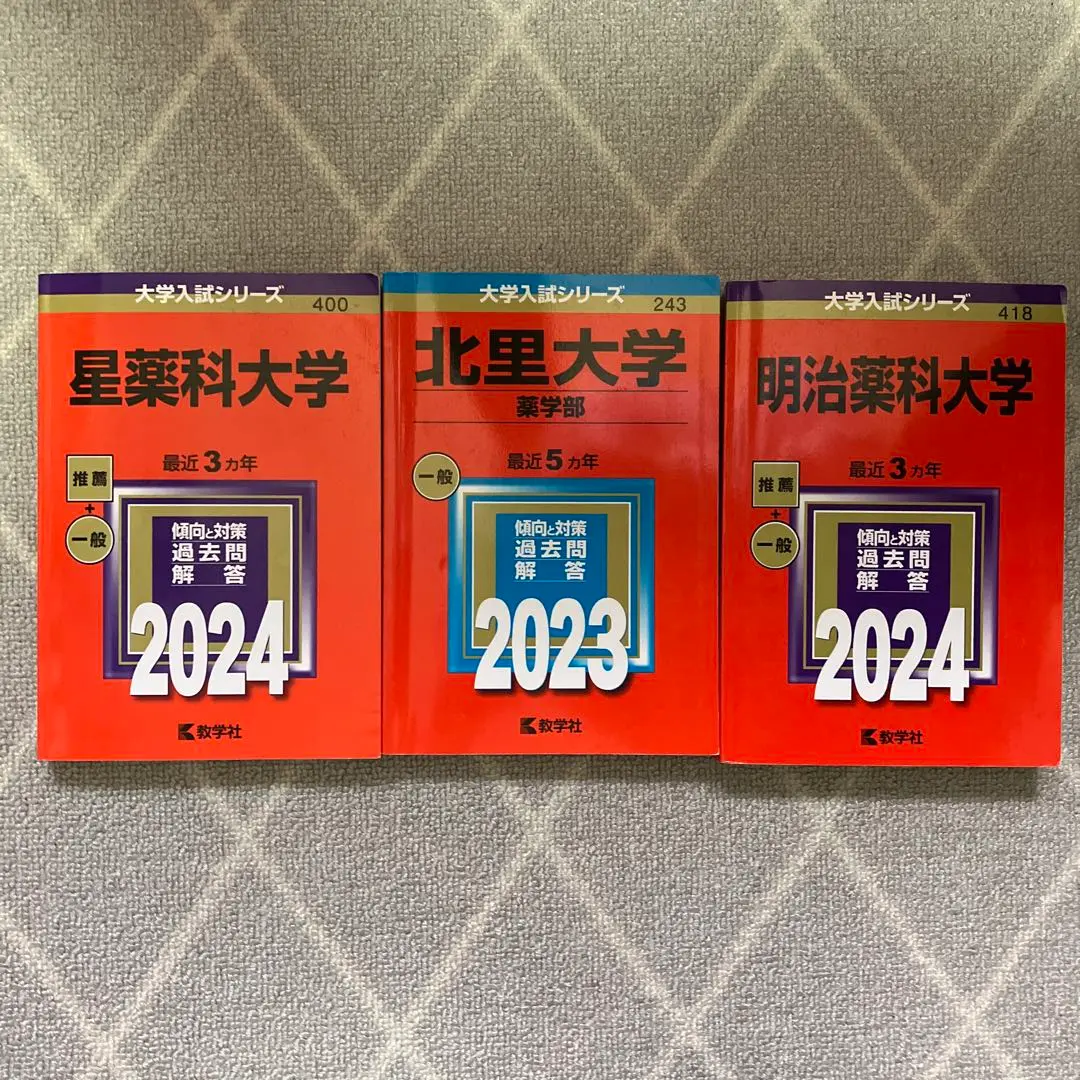 大学入試シリーズ
400
星薬科大学
最近3カ年
推薦
+
一般
傾向と対策
過去問
解答
2024
教学社
大学入試シリーズ
243
北里大学
薬学部
最近5カ年
一般
傾向と対策
過去問
解答
2023
教学社
大学入試シリーズ
418
明治薬科大学
最近3カ年
推薦
+
一般
傾向と対策
過去問
解答
2024
教学社